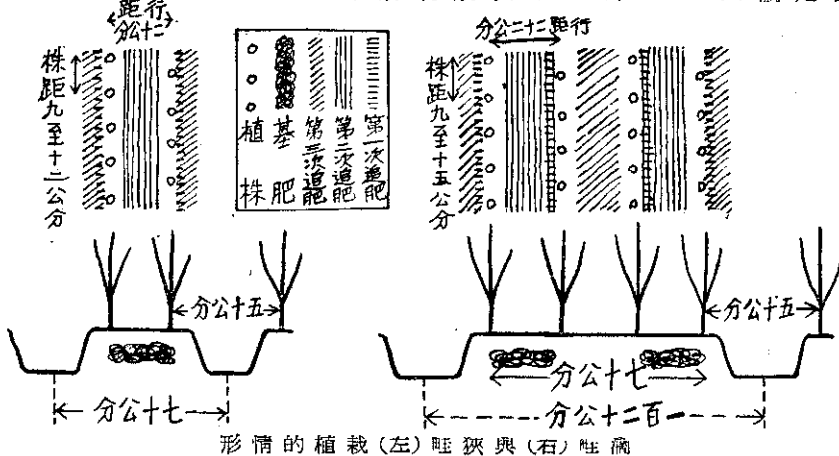 行距二十二公分
株距九至十五公分
第一次追肥
第二次追肥
第三次追肥
基肥
植株
行距
二十公分
株距九至十二公分
五十公分
五十公分
七十公分
一百二十公分
七十公分
濶畦(右)與狹畦(左)栽植的情形